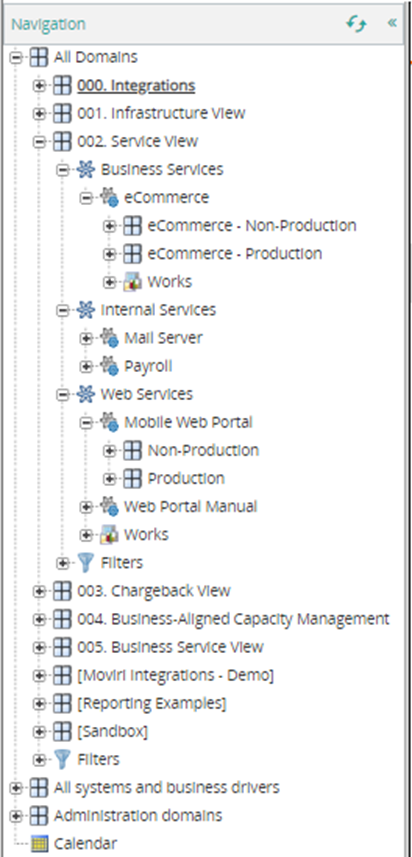 Navigation
All Domains
000. Integrations
001. Infrastructure View
002. Service View
Business Services
eCommerce
eCommerce - Non-Production
eCommerce - Production
Works
Internal Services
Mail Server
Payroll
Web Services
Mobile Web Portal
Non-Production
Production
Web Portal Manual
Works
Filters
003. Chargeback View
004. Business-Aligned Capacity Management
005. Business Service View
[Moviri Integrations - Demo]
[Reporting Examples]
[Sandbox]
Filters
All systems and business drivers
Administration domains
Calendar